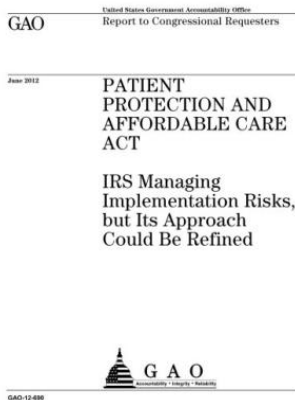 United States Government Accountability Office
GAO
Report to Congressional Requesters
June 2012
PATIENT
PROTECTION AND
AFFORDABLE CARE
ACT
IRS Managing
Implementation Risks,
but Its Approach
Could Be Refined
GAO
Accountability * Integrity * Reliability
GAO-12-690